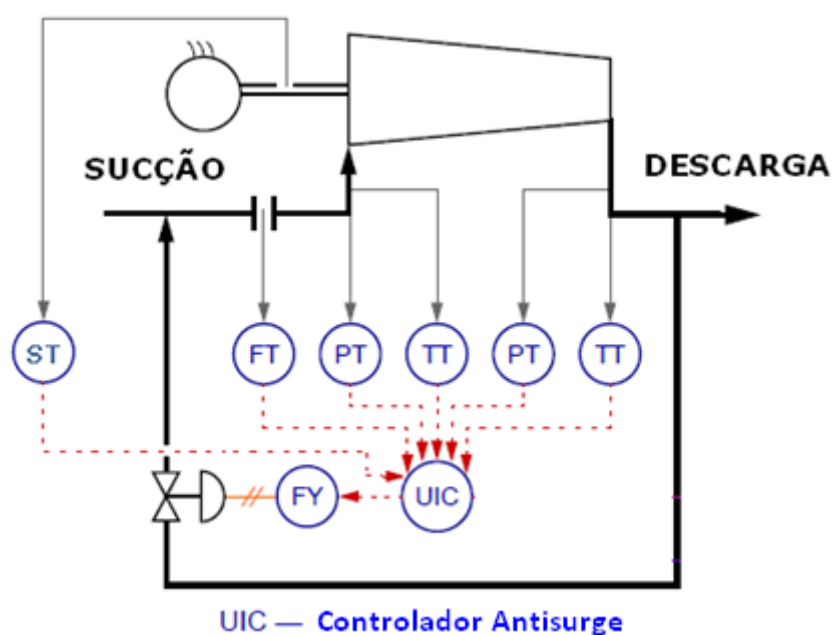 SUCÇÃO
DESCARGA
ST
FT
PT
TT
PT
TT
FY
UIC
UIC — Controlador Antisurge